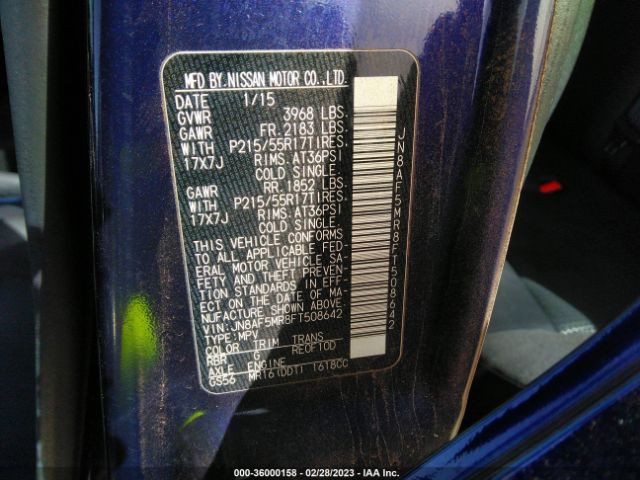 MFD BY NISSAN MOTOR CO.,LTD.
DATE 1/15
GVWR 3968 LBS.
GAWR FR. 2183 LBS.
WITH P215/55R17TIRES.
17X7J RIMS. AT36PSI
COLD SINGLE.
GAWR RR. 1852 LBS.
WITH P215/55R17TIRES.
17X7J RIMS. AT36PSI
COLD SINGLE.
THIS VEHICLE CONFORMS
TO ALL APPLICABLE FED-
ERAL MOTOR VEHICLE SA-
FETY AND THEFT PREVEN-
TION STANDARDS IN EFF-
ECT ON THE DATE OF MA-
NUFACTURE SHOWN ABOVE.
VIN: JN8AF5MR8FT508642
TYPE: MPV
COLOR TRIM TRANS
RBR G RE0F10D
AXLE ENGINE
GS56 MR16(DDT) 1618CC
JN8AF5MR8FT508642
000-36000158 - 02/28/2023 - IAA Inc.